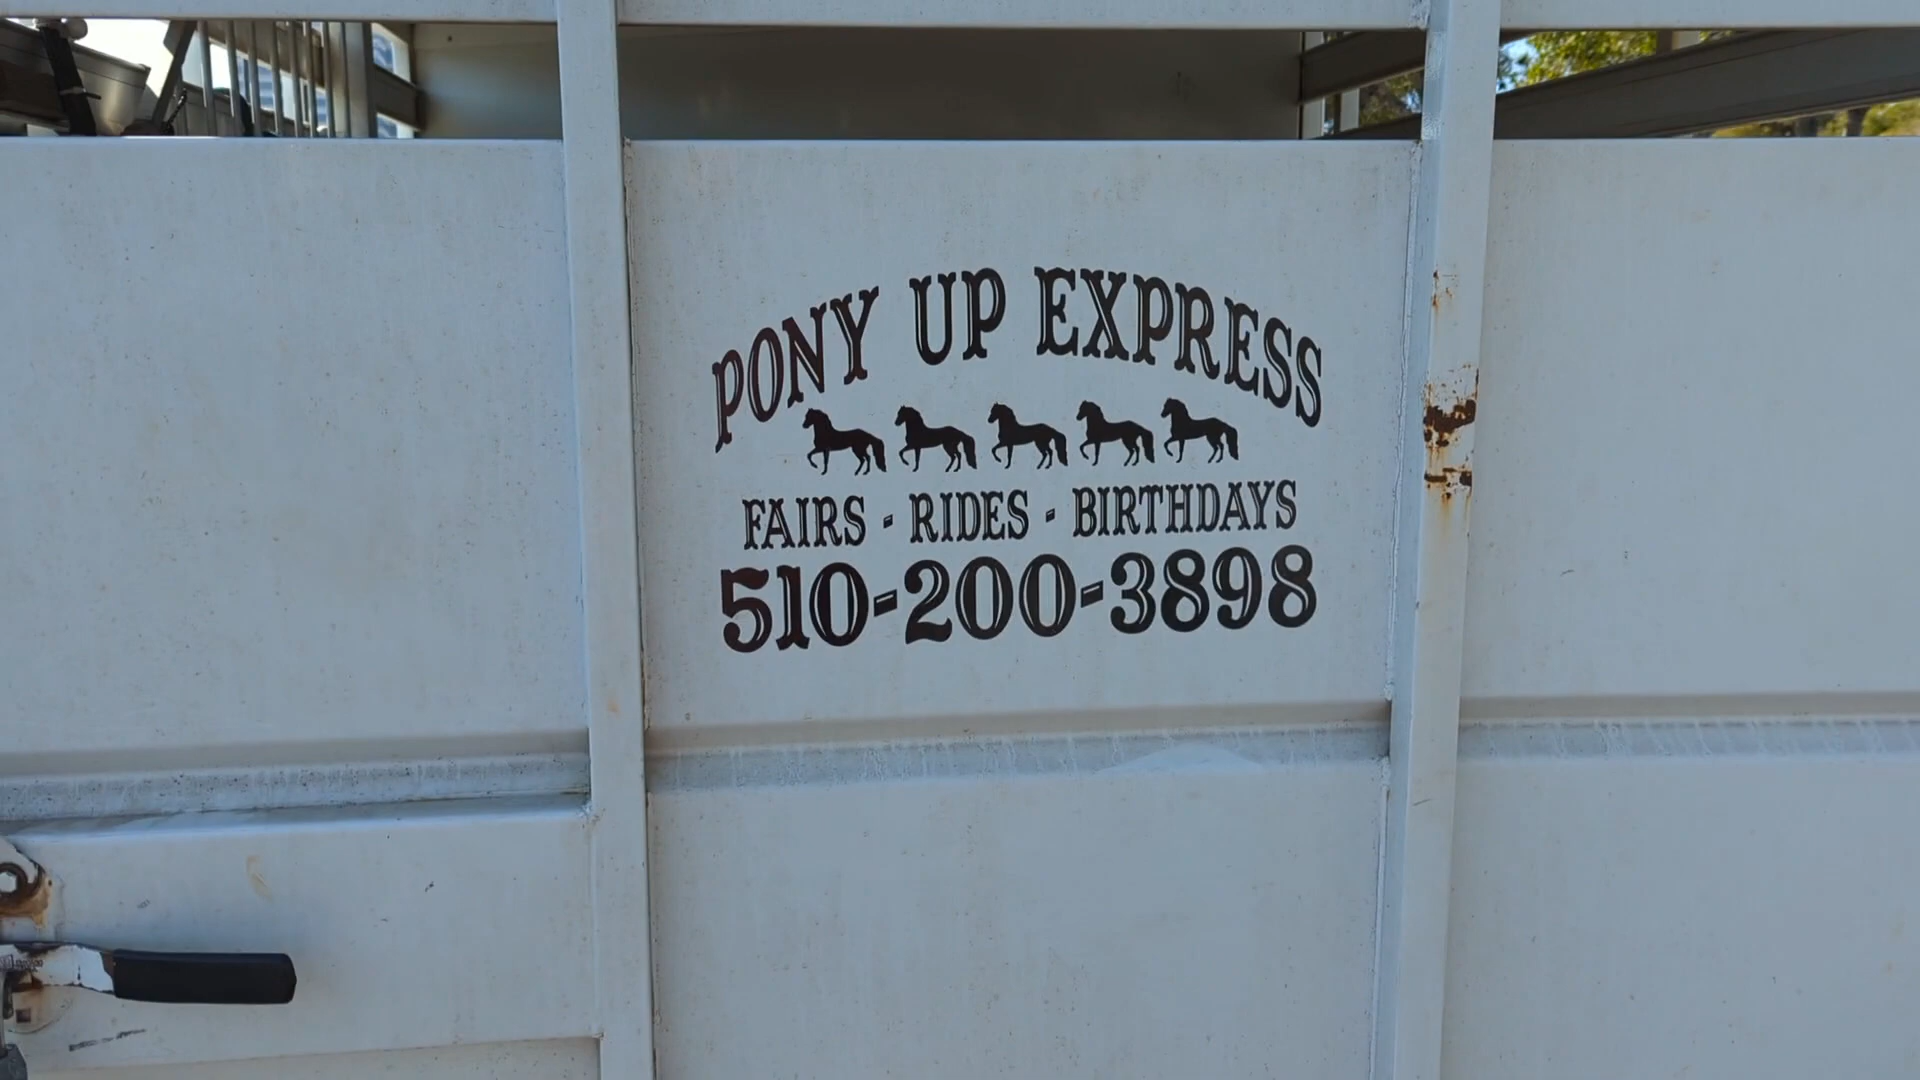 PONY UP EXPRESS
FAIRS - RIDES - BIRTHDAYS
510-200-3898